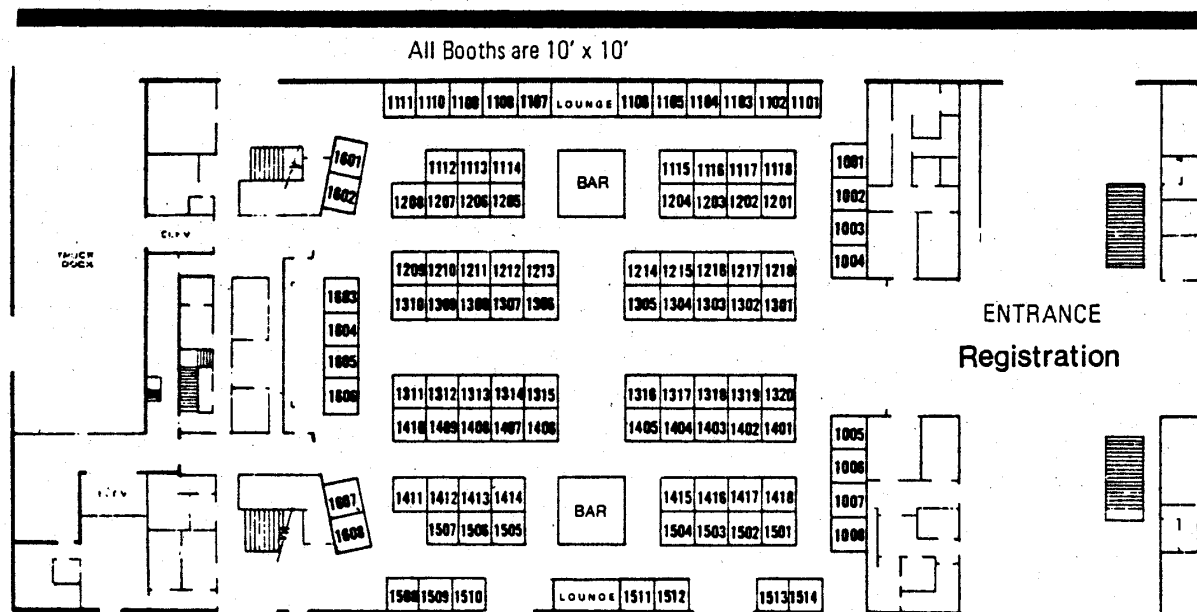 All Booths are 10' x 10'
1111 1110 1109 1108 1107 LOUNGE 1106 1105 1104 1103 1102 1101
1601
1602
1112 1113 1114 BAR 1115 1116 1117 1118
1208 1207 1206 1205 1204 1203 1202 1201
1001
1002
1003
1004
ELEV
TRUCK
DOCK
1209 1210 1211 1212 1213 1214 1215 1216 1217 1218
1310 1309 1308 1307 1306 1305 1304 1303 1302 1301
1603
1604
1605
1606
ENTRANCE
Registration
1311 1312 1313 1314 1315 1316 1317 1318 1319 1320
1410 1409 1408 1407 1406 1405 1404 1403 1402 1401
1005
1006
1007
1008
ELEV
1607
1608
1411 1412 1413 1414 BAR 1415 1416 1417 1418
1507 1506 1505 1504 1503 1502 1501
1508 1509 1510 LOUNGE 1511 1512 1513 1514